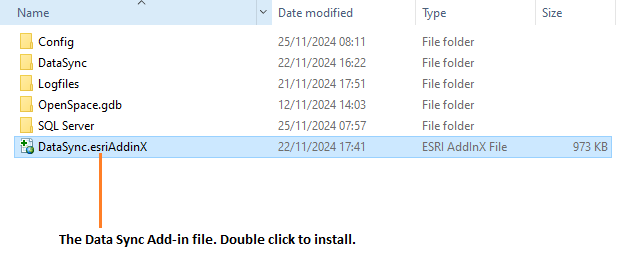 Name Date modified Type Size
Config 25/11/2024 08:11 File folder
DataSync 22/11/2024 16:22 File folder
Logfiles 21/11/2024 17:51 File folder
OpenSpace.gdb 12/11/2024 14:03 File folder
SQL Server 25/11/2024 07:57 File folder
DataSync.esriAddinX 22/11/2024 17:41 ESRI AddInX File 973 KB
The Data Sync Add-in file. Double click to install.